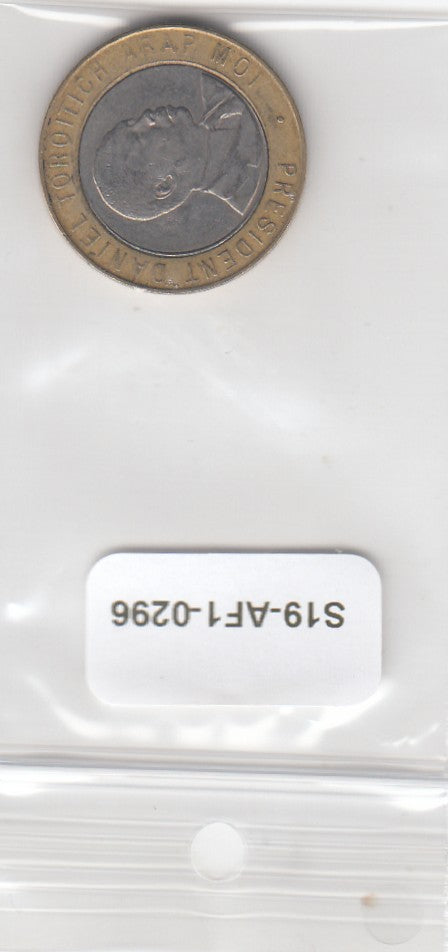 PRESIDENT DANIEL TOROITICH ARAP MOI
S19-AF1-0296